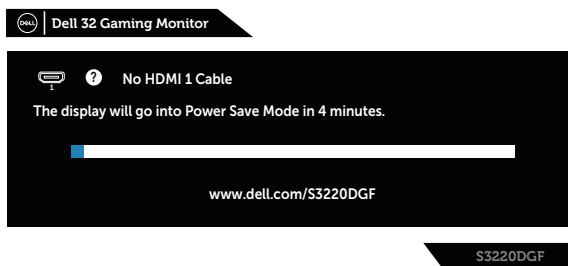 DELL Dell 32 Gaming Monitor
1 ? No HDMI 1 Cable
The display will go into Power Save Mode in 4 minutes.
www.dell.com/S3220DGF
S3220DGF